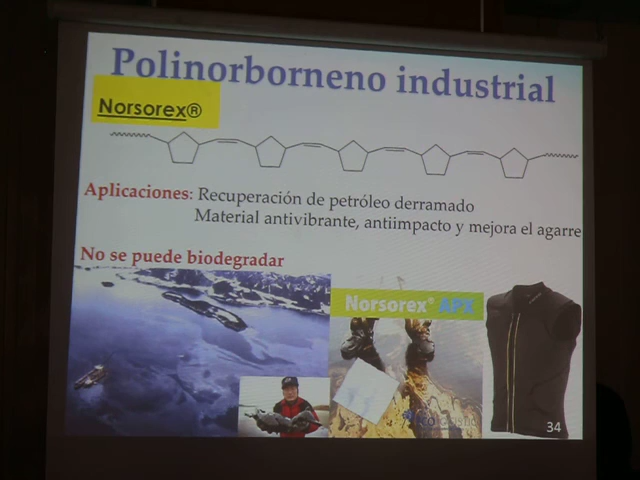 Polinorborneno industrial
Norsorex®
Aplicaciones: Recuperación de petróleo derramado
Material antivibrante, antiimpacto y mejora el agarre
No se puede biodegradar
Norsorex® APX
34